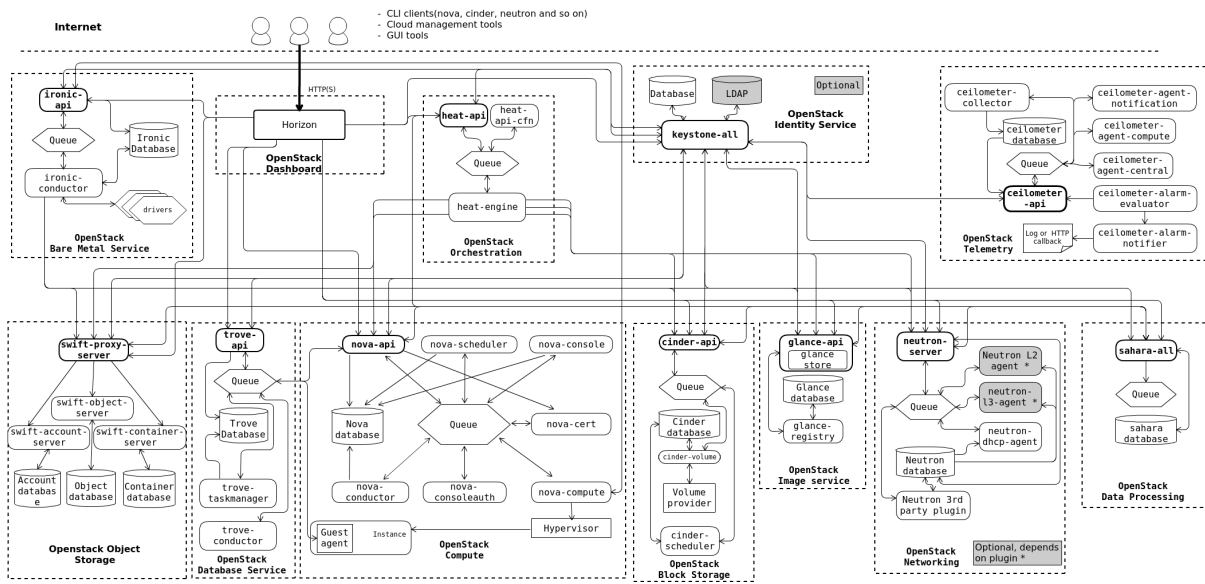 Internet
- CLI clients(nova, cinder, neutron and so on)
- Cloud management tools
- GUI tools
HTTP(S)
ironic-
api
Queue
Ironic
Database
ironic-
conductor
drivers
OpenStack
Bare Metal Service
Horizon
OpenStack
Dashboard
heat-api
heat-
api-cfn
Queue
heat-engine
OpenStack
Orchestration
Database
LDAP
Optional
OpenStack
Identity Service
keystone-all
ceilometer-
collector
ceilometer-agent-
notification
ceilometer
database
ceilometer-
agent-compute
Queue
ceilometer-
agent-central
ceilometer
-api
ceilometer-alarm-
evaluator
Log or HTTP
callback
ceilometer-alarm-
notifier
OpenStack
Telemetry
swift-proxy-
server
swift-object-
server
swift-account-
server
swift-container-
server
Account
databas
e
Object
database
Container
database
Openstack Object
Storage
trove-
api
Queue
Trove
Database
trove-
taskmanager
trove-
conductor
OpenStack
Database Service
nova-api
nova-scheduler
nova-console
Nova
database
Queue
nova-cert
nova-
conductor
nova-
consoleauth
nova-compute
Guest
agent
Instance
Hypervisor
OpenStack
Compute
cinder-api
Queue
Cinder
database
cinder-volume
Volume
provider
cinder-
scheduler
OpenStack
Block Storage
glance-api
glance
store
Glance
database
glance-
registry
OpenStack
Image service
neutron-
server
Neutron L2
agent *
neutron-
l3-agent *
Queue
neutron-
dhcp-agent
Neutron
database
Neutron 3rd
party plugin
OpenStack
Networking
Optional, depends
on plugin *
sahara-all
Queue
sahara
database
OpenStack
Data Processing